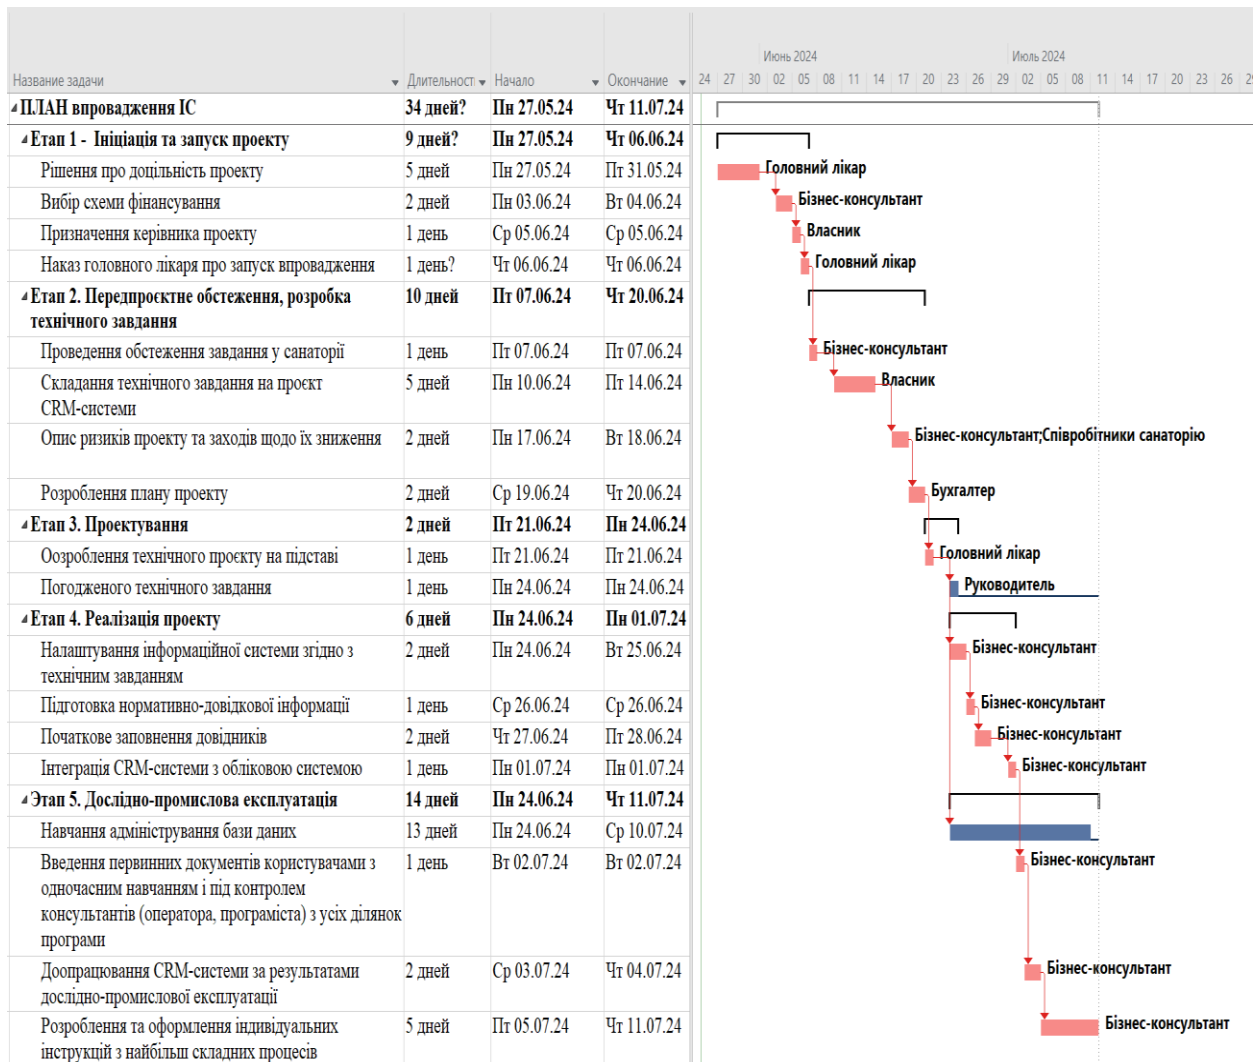 Июнь 2024 Июль 2024
Название задачи Длительност Начало Окончание 24 27 30 02 05 08 11 14 17 20 23 26 29 02 05 08 11 14 17 20 23 26 29
ПЛАН впровадження ІС 34 дней? Пн 27.05.24 Чт 11.07.24
Етап 1 - Ініціація та запуск проекту 9 дней? Пн 27.05.24 Чт 06.06.24
Рішення про доцільність проекту 5 дней Пн 27.05.24 Пт 31.05.24 Головний лікар
Вибір схеми фінансування 2 дней Пн 03.06.24 Вт 04.06.24 Бізнес-консультант
Призначення керівника проекту 1 день Ср 05.06.24 Ср 05.06.24 Власник
Наказ головного лікаря про запуск впровадження 1 день? Чт 06.06.24 Чт 06.06.24 Головний лікар
Етап 2. Передпроєктне обстеження, розробка 10 дней Пт 07.06.24 Чт 20.06.24
технічного завдання
Проведення обстеження завдання у санаторії 1 день Пт 07.06.24 Пт 07.06.24 Бізнес-консультант
Складання технічного завдання на проєкт 5 дней Пн 10.06.24 Пт 14.06.24 Власник
CRM-системи
Опис ризиків проекту та заходів щодо їх зниження 2 дней Пн 17.06.24 Вт 18.06.24 Бізнес-консультант;Співробітники санаторію
Розроблення плану проекту 2 дней Ср 19.06.24 Чт 20.06.24 Бухгалтер
Етап 3. Проектування 2 дней Пт 21.06.24 Пн 24.06.24
Оозроблення технічного проєкту на підставі 1 день Пт 21.06.24 Пт 21.06.24 Головний лікар
Погодженого технічного завдання 1 день Пн 24.06.24 Пн 24.06.24 Руководитель
Етап 4. Реалізація проекту 6 дней Пн 24.06.24 Пн 01.07.24
Налаштування інформаційної системи згідно з 2 дней Пн 24.06.24 Вт 25.06.24 Бізнес-консультант
технічним завданням
Підготовка нормативно-довідкової інформації 1 день Ср 26.06.24 Ср 26.06.24 Бізнес-консультант
Початкове заповнення довідників 2 дней Чт 27.06.24 Пт 28.06.24 Бізнес-консультант
Інтеграція CRM-системи з обліковою системою 1 день Пн 01.07.24 Пн 01.07.24 Бізнес-консультант
Этап 5. Дослідно-промислова експлуатація 14 дней Пн 24.06.24 Чт 11.07.24
Навчання адміністрування бази даних 13 дней Пн 24.06.24 Ср 10.07.24
Введення первинних документів користувачами з 1 день Вт 02.07.24 Вт 02.07.24 Бізнес-консультант
одночасним навчанням і під контролем
консультантів (оператора, програміста) з усіх ділянок
програми
Доопрацювання CRM-системи за результатами 2 дней Ср 03.07.24 Чт 04.07.24 Бізнес-консультант
дослідно-промислової експлуатації
Розроблення та оформлення індивідуальних 5 дней Пт 05.07.24 Чт 11.07.24 Бізнес-консультант
інструкцій з найбільш складних процесів